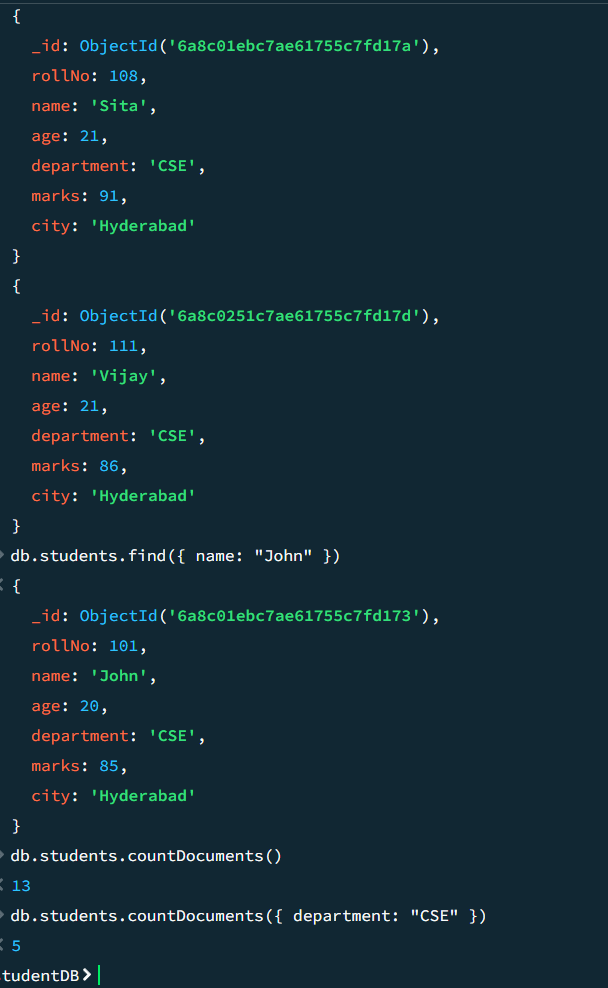 {
_id: ObjectId('6a8c01ebc7ae61755c7fd17a'),
rollNo: 108,
name: 'Sita',
age: 21,
department: 'CSE',
marks: 91,
city: 'Hyderabad'
}
{
_id: ObjectId('6a8c0251c7ae61755c7fd17d'),
rollNo: 111,
name: 'Vijay',
age: 21,
department: 'CSE',
marks: 86,
city: 'Hyderabad'
}
> db.students.find({ name: "John" })
< {
_id: ObjectId('6a8c01ebc7ae61755c7fd173'),
rollNo: 101,
name: 'John',
age: 20,
department: 'CSE',
marks: 85,
city: 'Hyderabad'
}
> db.students.countDocuments()
< 13
> db.students.countDocuments({ department: "CSE" })
< 5
tudentDB>